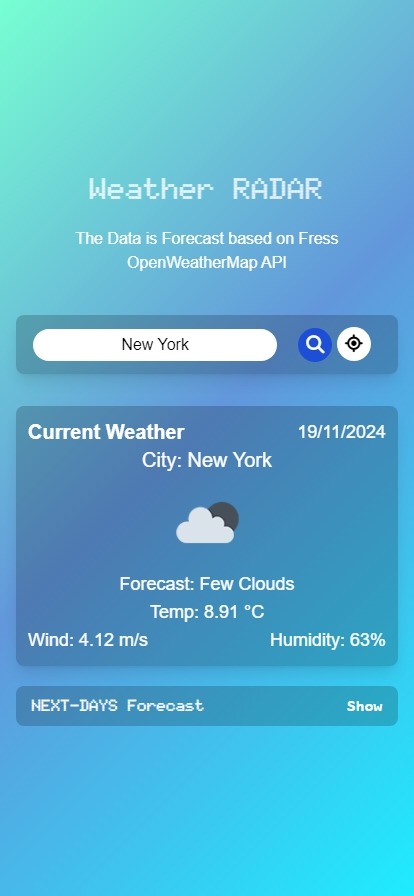 Weather RADAR
The Data is Forecast based on Fress
OpenWeatherMap API
New York
Current Weather 19/11/2024
City: New York
Forecast: Few Clouds
Temp: 8.91 °C
Wind: 4.12 m/s Humidity: 63%
NEXT-DAYS Forecast Show